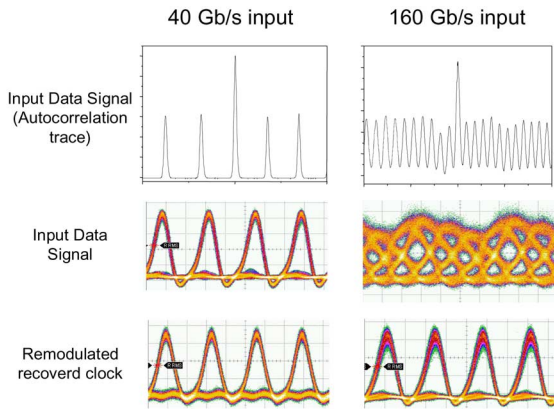 40 Gb/s input
160 Gb/s input
Input Data Signal
(Autocorrelation
trace)
Input Data
Signal
Remodulated
recoverd clock